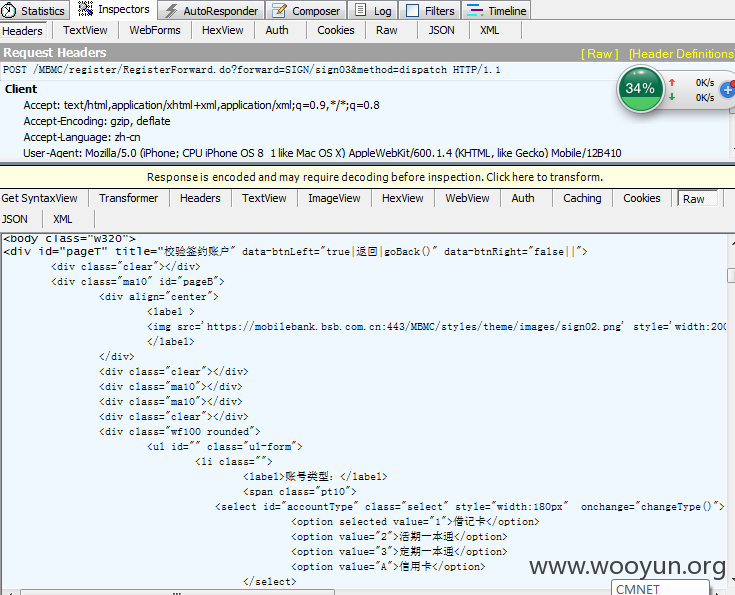 Statistics Inspectors AutoResponder Composer Log Filters Timeline
Headers TextView WebForms HexView Auth Cookies Raw JSON XML
Request Headers [ Raw ] [Header Definitions
POST /MBMC/register/RegisterForward.do?forward=SIGN/sign03&method=dispatch HTTP/1.1
Client
34% 0K/s
0K/s
Accept: text/html,application/xhtml+xml,application/xml;q=0.9,*/*;q=0.8
Accept-Encoding: gzip, deflate
Accept-Language: zh-cn
User-Agent: Mozilla/5.0 (iPhone; CPU iPhone OS 8_1 like Mac OS X) AppleWebKit/600.1.4 (KHTML, like Gecko) Mobile/12B410
Response is encoded and may require decoding before inspection. Click here to transform.
Get SyntaxView Transformer Headers TextView ImageView HexView WebView Auth Caching Cookies Raw
JSON XML
<body class="w320">
<div id="pageT" title="校验签约账户" data-btnLeft="true|返回|goBack()" data-btnRight="false||">
<div class="clear"></div>
<div class="ma10" id="pageB">
<div align="center">
<label >
<img src='https://mobilebank.bsb.com.cn:443/MBMC/styles/theme/images/sign02.png' style='width:200
</label>
</div>
<div class="clear"></div>
<div class="ma10"></div>
<div class="ma10"></div>
<div class="clear"></div>
<div class="wf100 rounded">
<ul id="" class="ul-form">
<li class="">
<label>账号类型：</label>
<span class="pt10">
<select id="accountType" class="select" style="width:180px" onchange="changeType()">
<option selected value="1">借记卡</option>
<option value="2">活期一本通</option>
<option value="3">定期一本通</option>
<option value="A">信用卡</option>
</select>
www.wooyun.org
CMNET